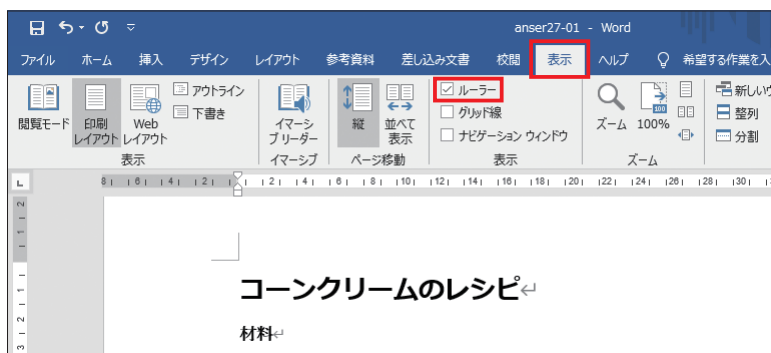 anser27-01 - Word
ファイル ホーム 挿入 デザイン レイアウト 参考資料 差し込み文書 校閲 表示 ヘルプ 希望する作業を入
閲覧モード 印刷レイアウト Webレイアウト アウトライン 下書き イマーシブ リーダー 縦 並べて表示 ルーラー グリッド線 ナビゲーション ウィンドウ ズーム 100% 新しいウ 整列 分割
表示 イマーシブ ページ移動 表示 ズーム
8 6 4 2 2 4 6 8 10 12 14 16 18 20 22 24 26 28 30
2
1
1
2
3
コーンクリームのレシピ↵
材料↵